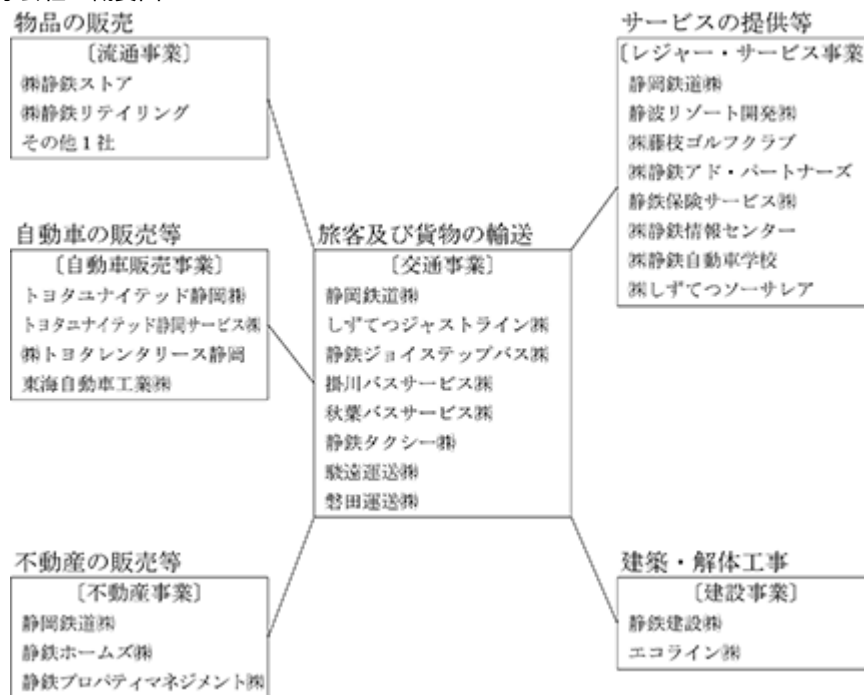 物品の販売
〔流通事業〕
㈱静鉄ストア
㈱静鉄リテイリング
その他1社
サービスの提供等
〔レジャー・サービス事業
静岡鉄道㈱
静波リゾート開発㈱
㈱藤枝ゴルフクラブ
㈱静鉄アド・パートナーズ
静鉄保険サービス㈱
㈱静鉄情報センター
㈱静鉄自動車学校
㈱しずてつソーサレア
自動車の販売等
〔自動車販売事業〕
トヨタユナイテッド静岡㈱
トヨタユナイテッド静岡サービス㈱
㈱トヨタレンタリース静岡
東海自動車工業㈱
旅客及び貨物の輸送
〔交通事業〕
静岡鉄道㈱
しずてつジャストライン㈱
静鉄ジョイステップバス㈱
掛川バスサービス㈱
秋葉バスサービス㈱
静鉄タクシー㈱
駿遠運送㈱
磐田運送㈱
不動産の販売等
〔不動産事業〕
静岡鉄道㈱
静鉄ホームズ㈱
静鉄プロパティマネジメント㈱
建築・解体工事
〔建設事業〕
静鉄建設㈱
エコライン㈱